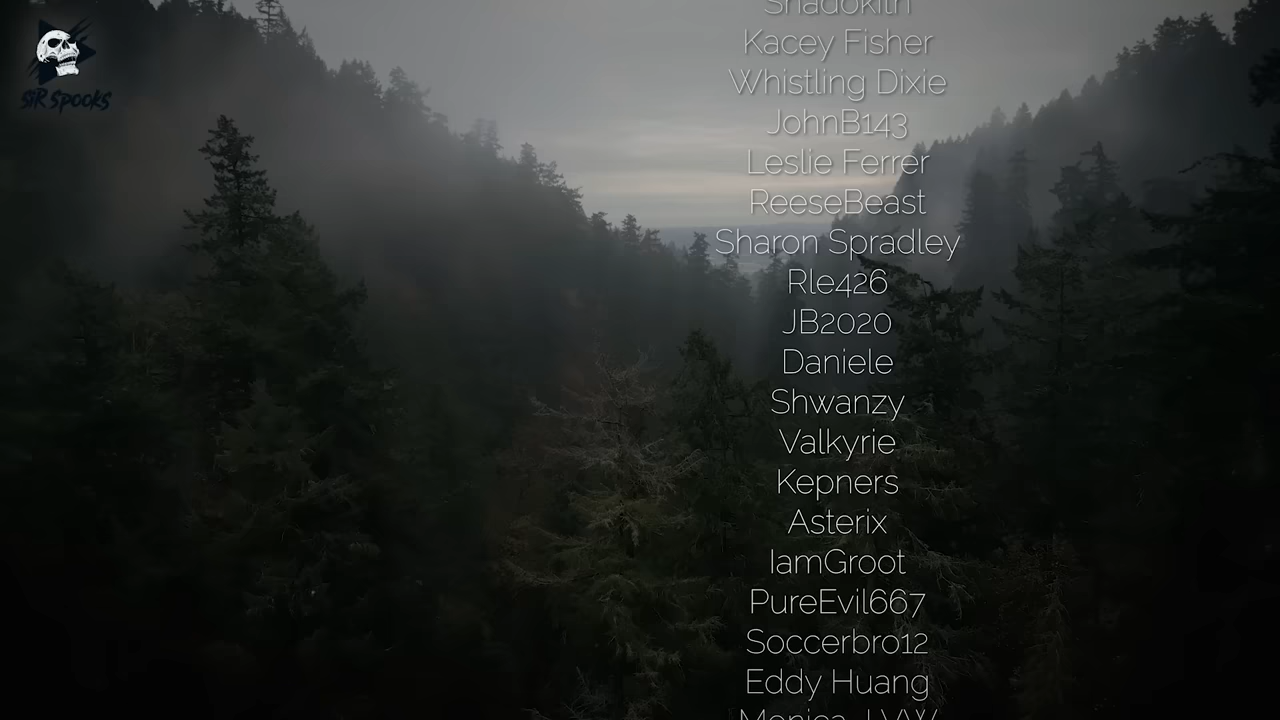 SiR SpooKS
Shadokith
Kacey Fisher
Whistling Dixie
JohnB143
Leslie Ferrer
ReeseBeast
Sharon Spradley
Rle426
JB2020
Daniele
Shwanzy
Valkyrie
Kepners
Asterix
IamGroot
PureEvil667
Soccerbro12
Eddy Huang